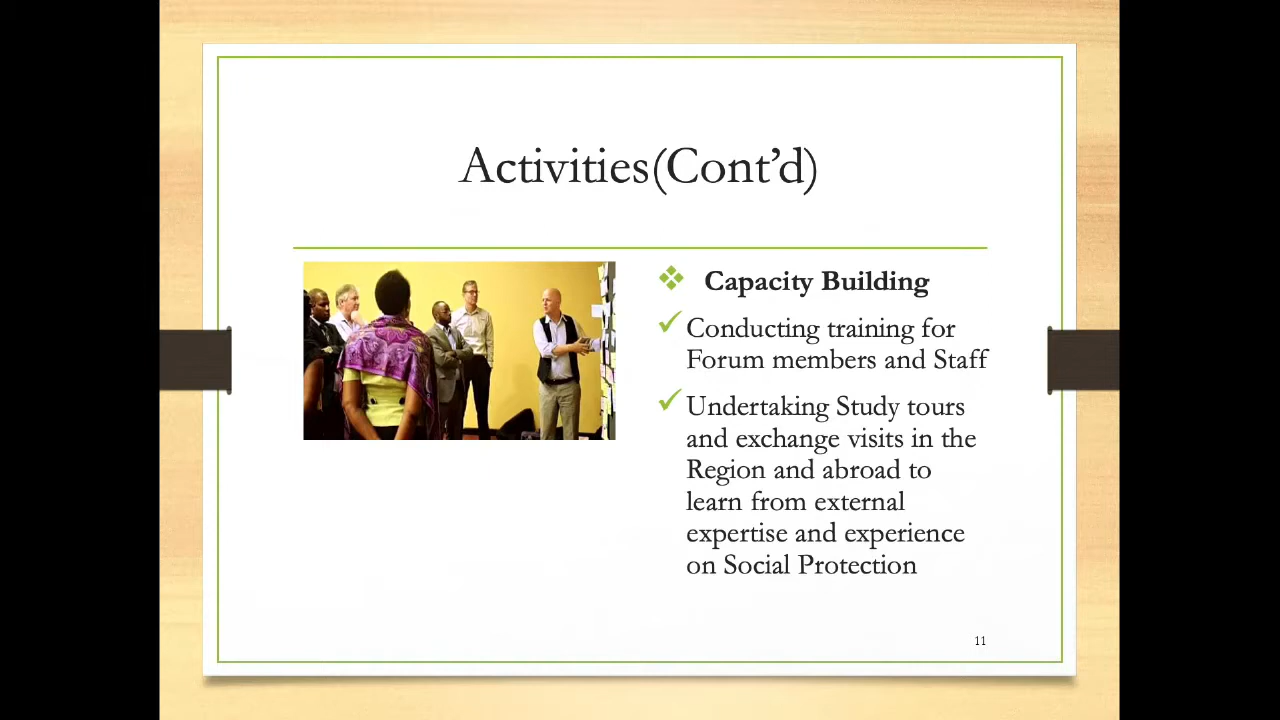 Activities(Cont’d)
Capacity Building
Conducting training for
Forum members and Staff
Undertaking Study tours
and exchange visits in the
Region and abroad to
learn from external
expertise and experience
on Social Protection
11